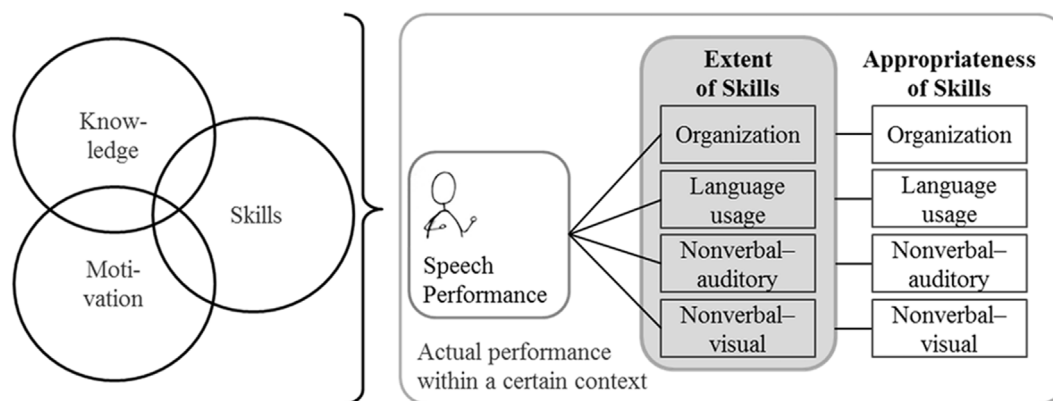 Know-
ledge
Skills
Moti-
vation
Speech
Performance
Actual performance
within a certain context
Extent
of Skills
Organization
Language
usage
Nonverbal–
auditory
Nonverbal–
visual
Appropriateness
of Skills
Organization
Language
usage
Nonverbal–
auditory
Nonverbal–
visual